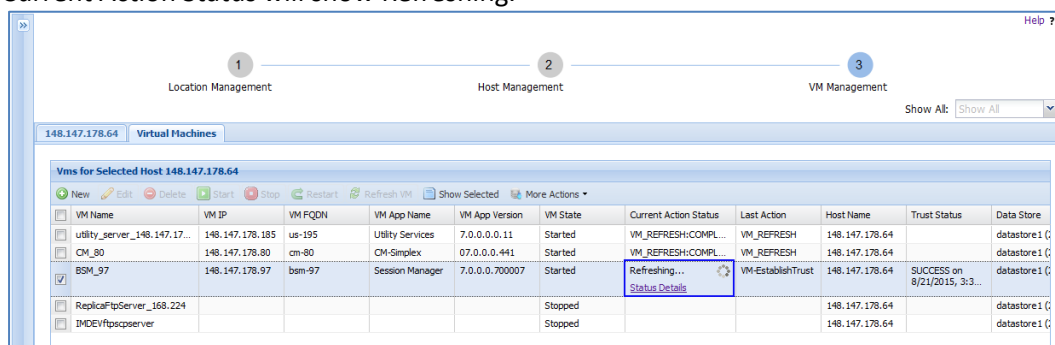 Current Action Status will show Refreshing.
Help ?
1 2 3
Location Management Host Management VM Management
Show All: Show All
148.147.178.64 Virtual Machines
Vms for Selected Host 148.147.178.64
New Edit Delete Start Stop Restart Refresh VM Show Selected More Actions
VM Name VM IP VM FQDN VM App Name VM App Version VM State Current Action Status Last Action Host Name Trust Status Data Store
utility_server_148.147.17... 148.147.178.185 us-195 Utility Services 7.0.0.0.0.11 Started VM_REFRESH:COMPL... VM_REFRESH 148.147.178.64 datastore1 (2
CM_80 148.147.178.80 cm-80 CM-Simplex 07.0.0.0.441 Started VM_REFRESH:COMPL... VM_REFRESH 148.147.178.64 datastore1 (2
BSM_97 148.147.178.97 bsm-97 Session Manager 7.0.0.0.700007 Started Refreshing... VM-EstablishTrust 148.147.178.64 SUCCESS on datastore1 (2
Status Details 8/21/2015, 3:3...
ReplicaFtpServer_168.224 Stopped 148.147.178.64 datastore1 (2
IMDEVftpscpserver Stopped 148.147.178.64 datastore1 (2